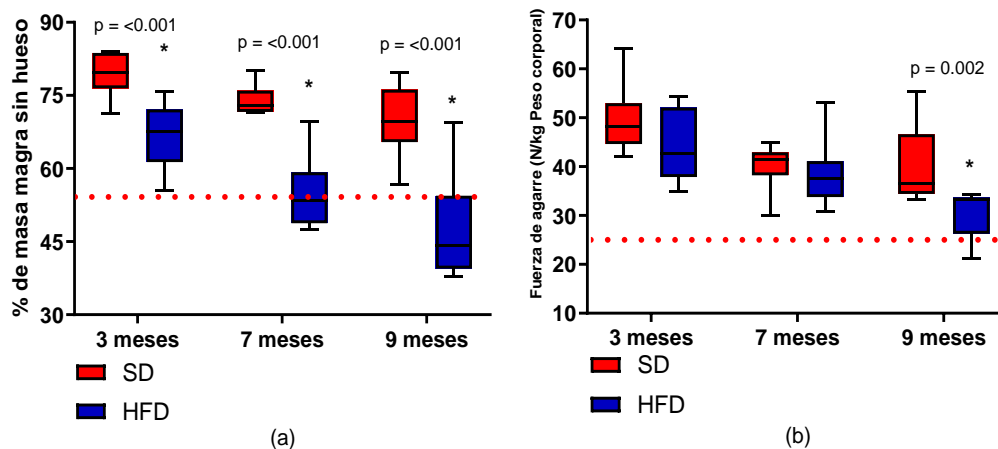 % de masa magra sin hueso
90
75
60
45
30
p = <0.001
*
p = <0.001
*
p = <0.001
*
3 meses
7 meses
9 meses
SD
HFD
(a)
Fuerza de agarre (N/kg Peso corporal)
70
60
50
40
30
20
10
p = 0.002
*
3 meses
7 meses
9 meses
SD
HFD
(b)